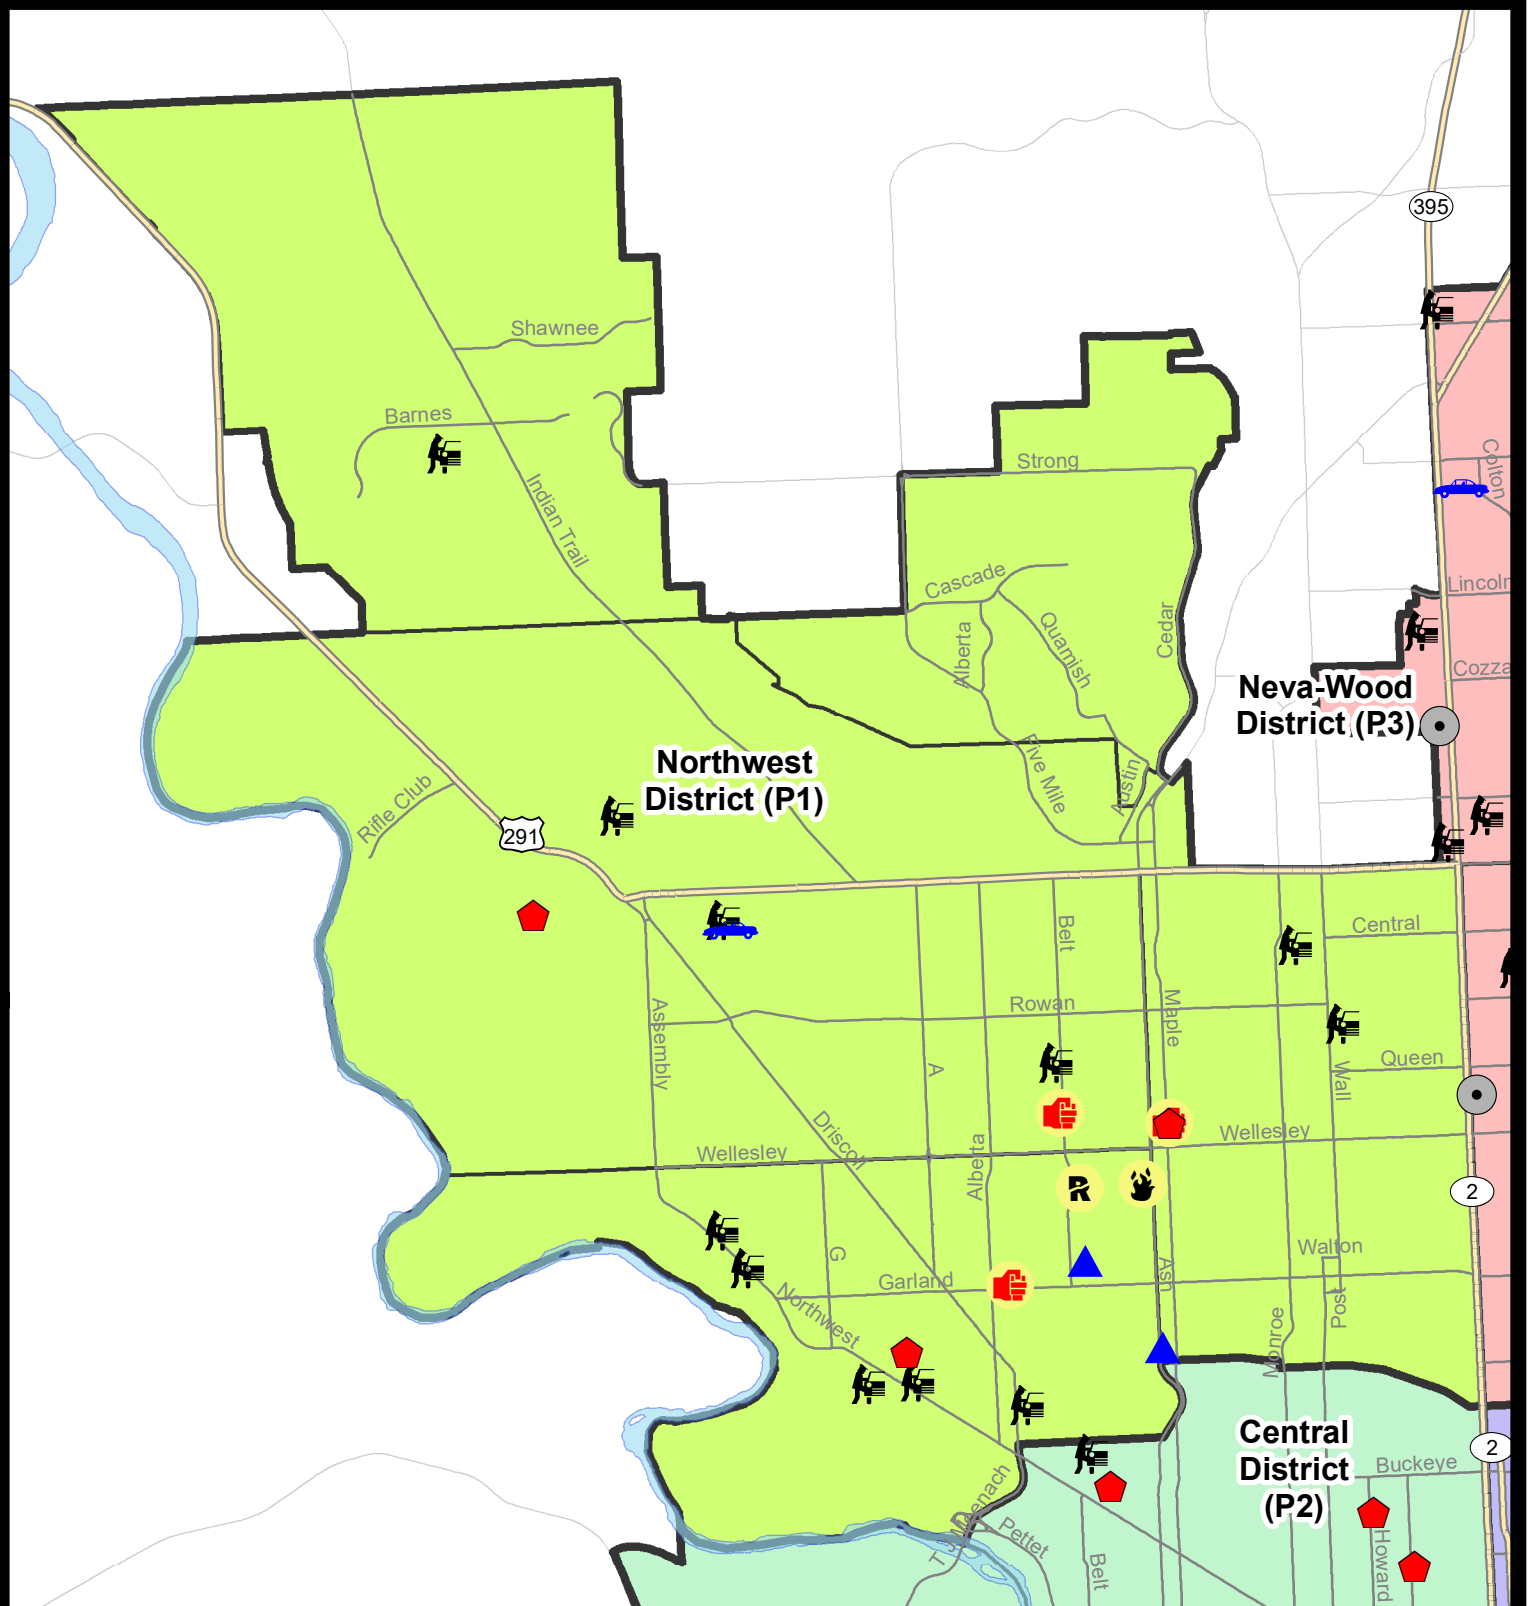 395
Shawnee
Barnes
Colton
Strong
Indian Trail
Cascade
Lincoln
Cedar
Alberta
Quamish
Cozza
Neva-Wood
District (P3)
Northwest
District (P1)
Five Mile
Austin
Rifle Club
291
Belt
Central
Rowan
Maple
Assembly
A
Queen
Wall
Driscoll
Wellesley
Wellesley
Alberta
2
G
Walton
Garland
Ash
Northwest
Post
Monroe
Central
District
(P2)
2
Buckeye
Pettet
Belt
Howard